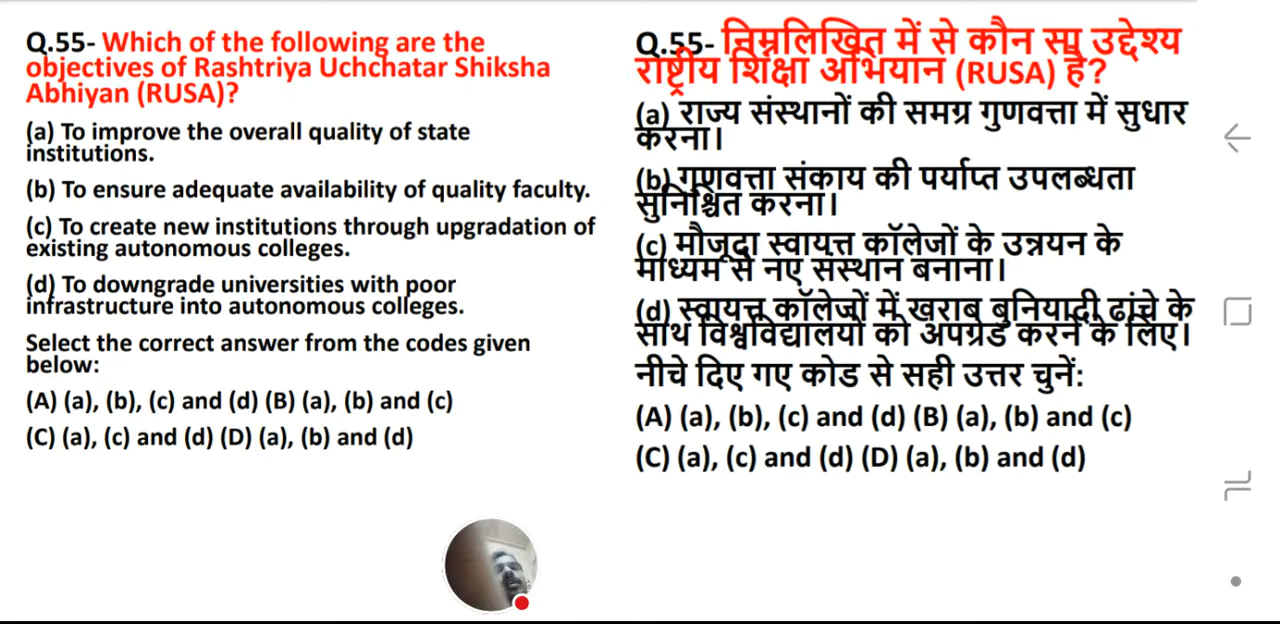 Q.55- Which of the following are the
objectives of Rashtriya Uchchatar Shiksha
Abhiyan (RUSA)?
(a) To improve the overall quality of state
institutions.
(b) To ensure adequate availability of quality faculty.
(c) To create new institutions through upgradation of
existing autonomous colleges.
(d) To downgrade universities with poor
infrastructure into autonomous colleges.
Select the correct answer from the codes given
below:
(A) (a), (b), (c) and (d) (B) (a), (b) and (c)
(C) (a), (c) and (d) (D) (a), (b) and (d)
Q.55- निम्नलिखित में से कौन सा उद्देश्य
राष्ट्रीय शिक्षा अभियान (RUSA) है?
(a) राज्य संस्थानों की समग्र गुणवत्ता में सुधार
करना।
(b) गुणवत्ता संकाय की पर्याप्त उपलब्धता
सुनिश्चित करना।
(c) मौजूदा स्वायत्त कॉलेजों के उन्नयन के
माध्यम से नए संस्थान बनाना।
(d) स्वायत्त कॉलेजों में खराब बुनियादी ढांचे के
साथ विश्वविद्यालयों को अपग्रेड करने के लिए।
नीचे दिए गए कोड से सही उत्तर चुनें:
(A) (a), (b), (c) and (d) (B) (a), (b) and (c)
(C) (a), (c) and (d) (D) (a), (b) and (d)